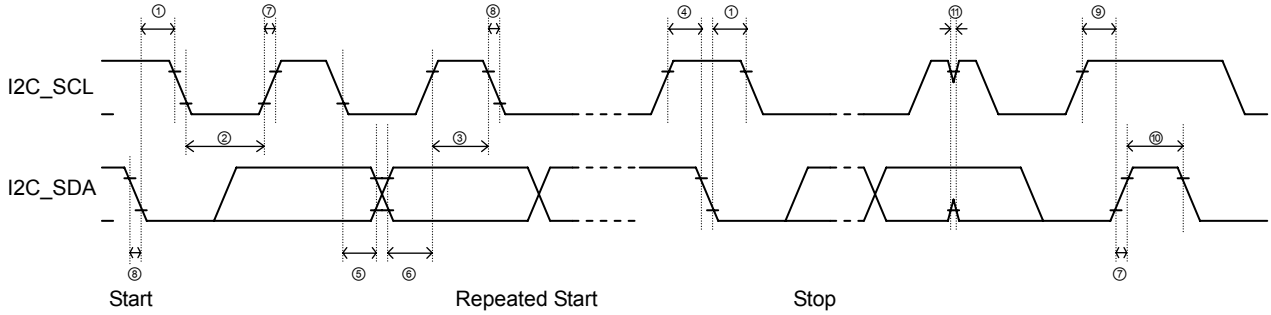 ① ⑦ ③ ④ ① ⑪ ⑨
⑧
I2C_SCL
② ③ ⑩
I2C_SDA
⑧ ⑤ ⑥ ⑦
Start Repeated Start Stop